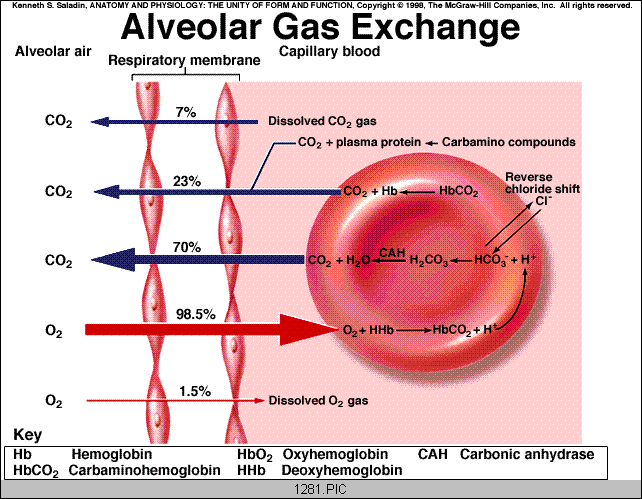 Kenneth S. Saladin, ANATOMY AND PHYSIOLOGY: THE UNITY OF FORM AND FUNCTION, Copyright © 1998, The McGraw-Hill Companies, Inc. All rights reserved.
Alveolar Gas Exchange
Alveolar air
Respiratory membrane
Capillary blood
CO₂
7%
Dissolved CO₂ gas
CO₂ + plasma protein
Carbamino compounds
CO₂
23%
CO₂ + Hb
HbCO₂
Reverse
chloride shift
Cl⁻
CO₂
70%
CO₂ + H₂O
CAH
H₂CO₃
HCO₃⁻ + H⁺
O₂
98.5%
O₂ + HHb
HbCO₂ + H⁺
O₂
1.5%
Dissolved O₂ gas
Key
Hb Hemoglobin HbO₂ Oxyhemoglobin CAH Carbonic anhydrase
HbCO₂ Carbaminohemoglobin HHb Deoxyhemoglobin
1281.PIC